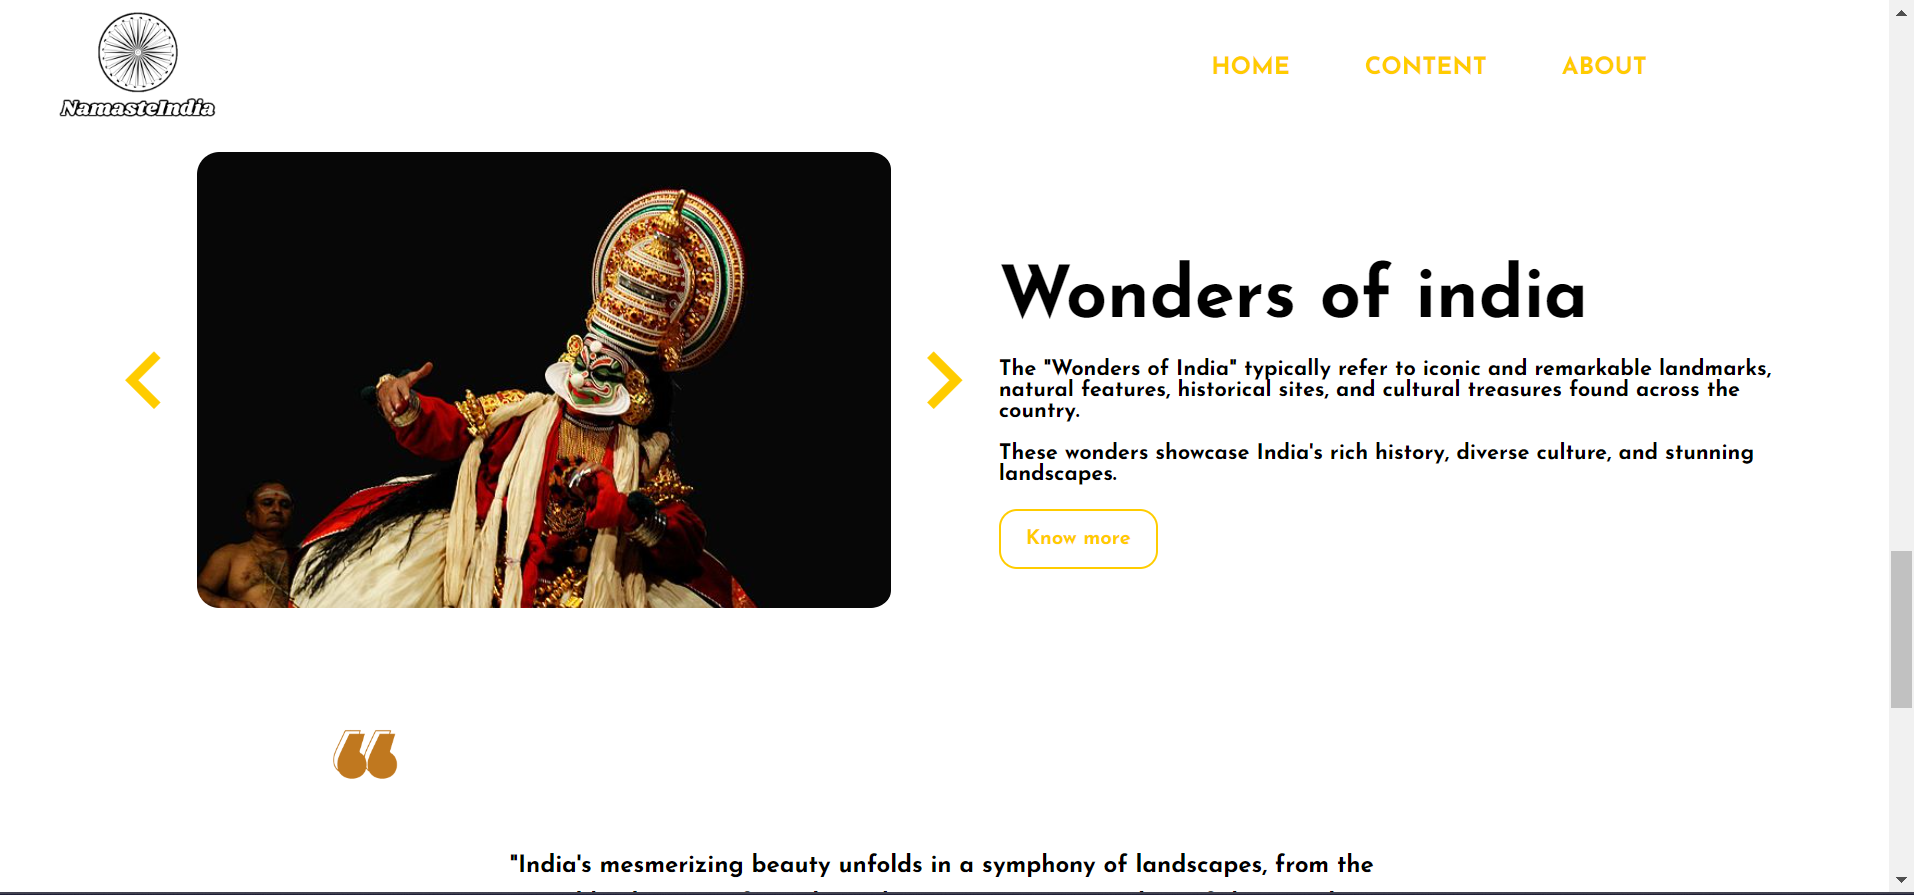 NamasteIndia
HOME CONTENT ABOUT
Wonders of india
The "Wonders of India" typically refer to iconic and remarkable landmarks,
natural features, historical sites, and cultural treasures found across the
country.
These wonders showcase India's rich history, diverse culture, and stunning
landscapes.
Know more
"India's mesmerizing beauty unfolds in a symphony of landscapes, from the